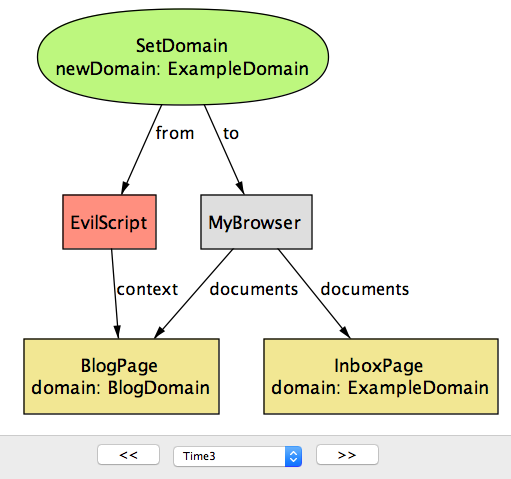 SetDomain
newDomain: ExampleDomain
from
to
EvilScript
MyBrowser
context
documents
documents
BlogPage
domain: BlogDomain
InboxPage
domain: ExampleDomain
<<
Time3
>>